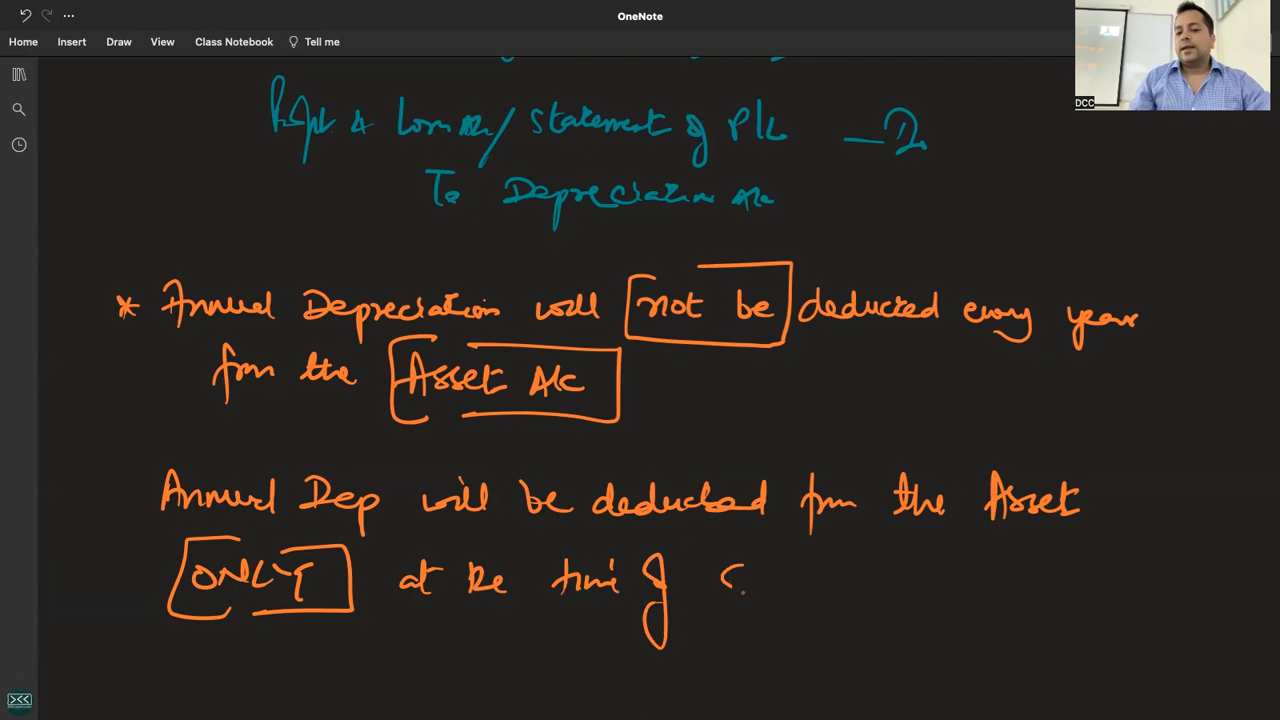 OneNote
Home Insert Draw View Class Notebook Tell me
Profit & Loss A/c / Statement of P/L _ Dr
To Depreciation A/c
* Annual Depreciation will not be deducted every year
from the Asset A/c
Annual Dep will be deducted from the Asset
ONLY at the time of
DCC
DCC